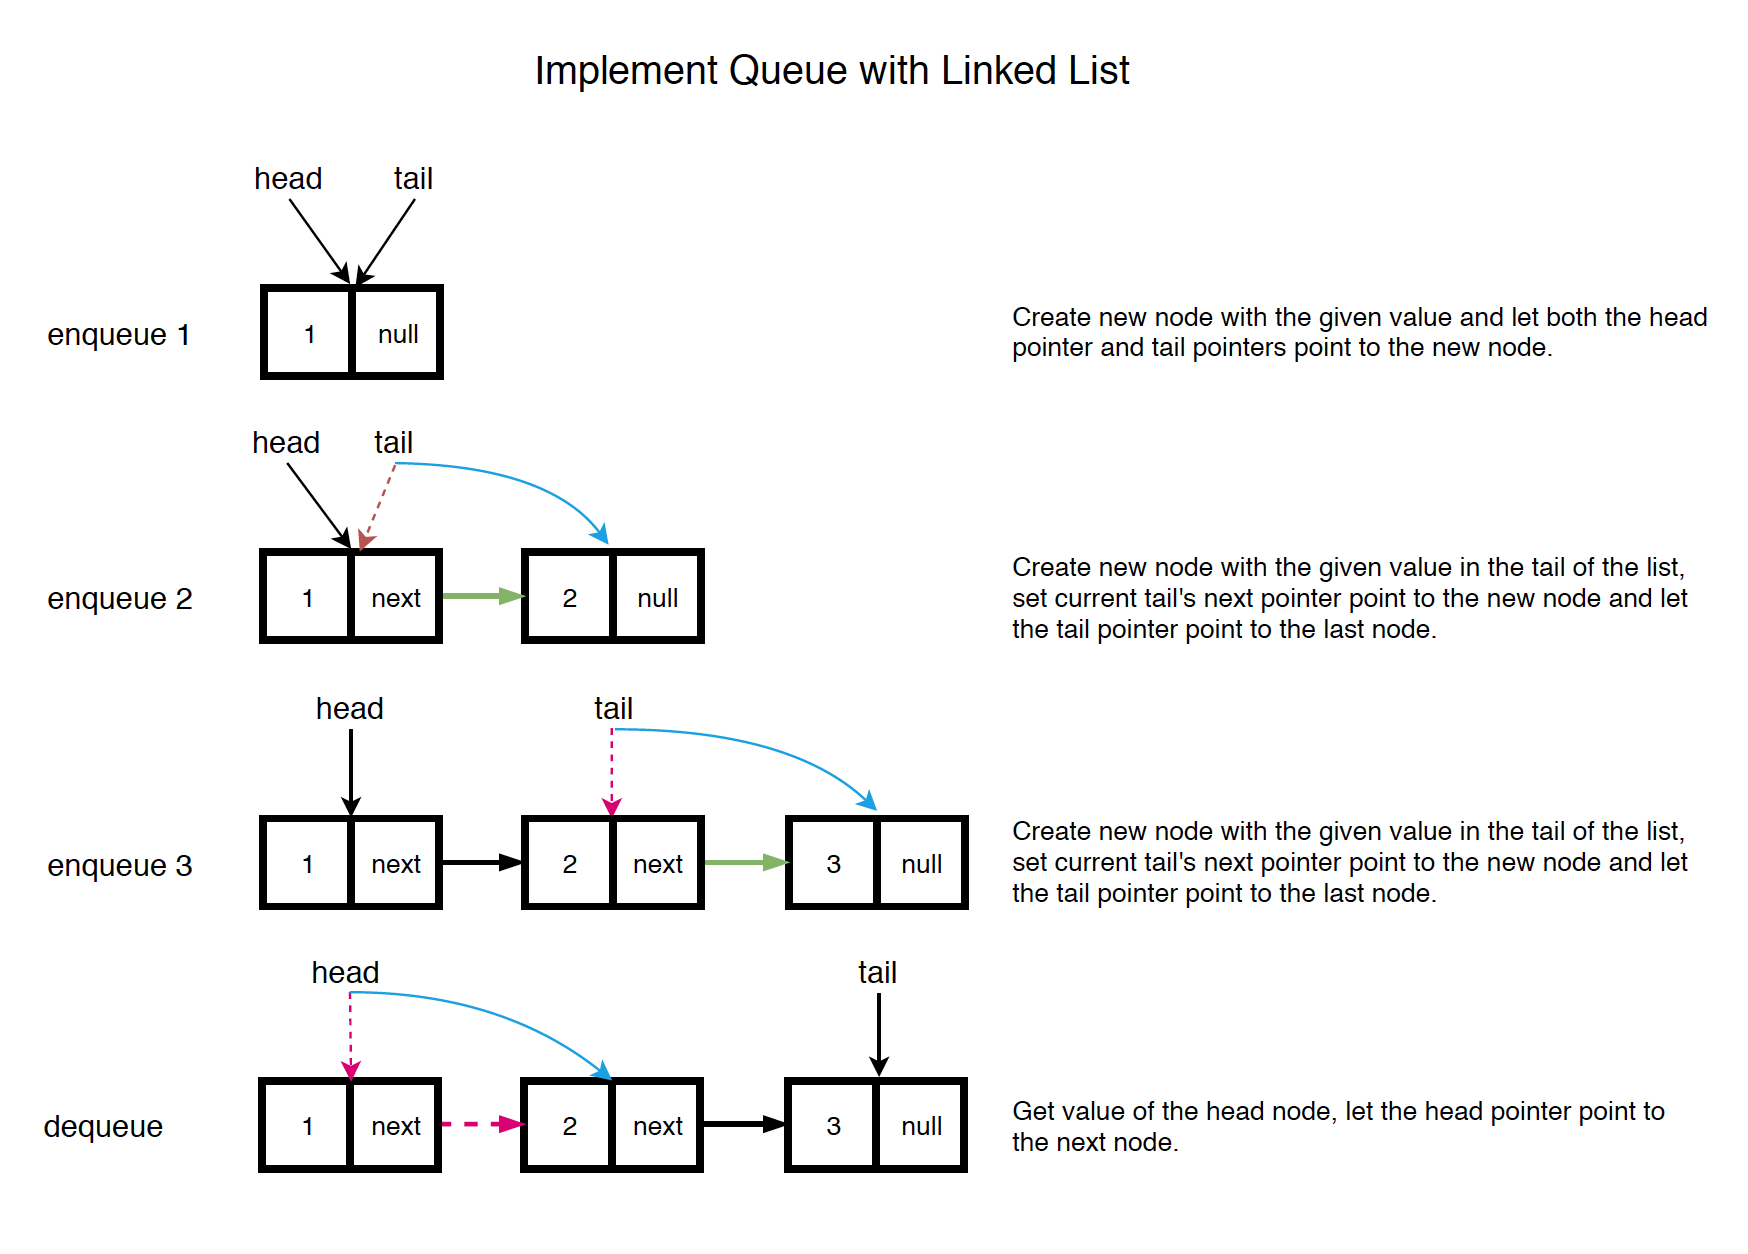 Implement Queue with Linked List
head tail
enqueue 1
1 null
Create new node with the given value and let both the head
pointer and tail pointers point to the new node.
head tail
enqueue 2
1 next 2 null
Create new node with the given value in the tail of the list,
set current tail's next pointer point to the new node and let
the tail pointer point to the last node.
head tail
enqueue 3
1 next 2 next 3 null
Create new node with the given value in the tail of the list,
set current tail's next pointer point to the new node and let
the tail pointer point to the last node.
head tail
dequeue
1 next 2 next 3 null
Get value of the head node, let the head pointer point to
the next node.